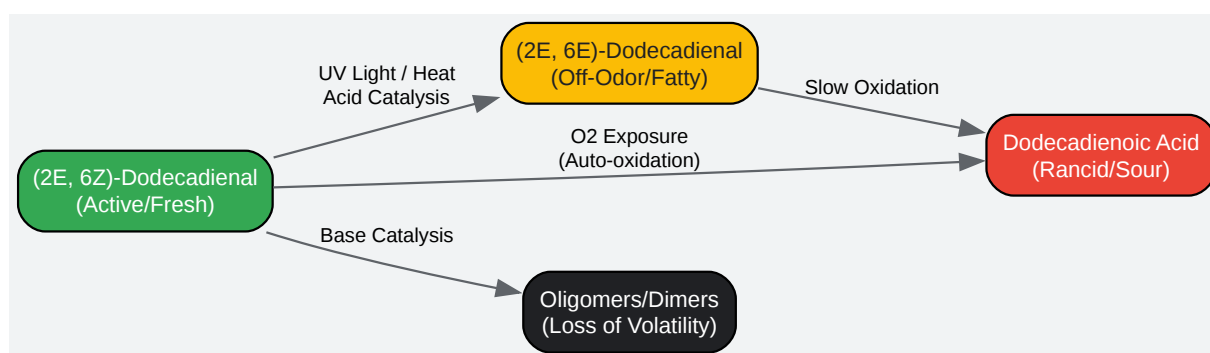 (2E, 6E)-Dodecadienal
(Off-Odor/Fatty)
UV Light / Heat
Acid Catalysis
Slow Oxidation
O2 Exposure
(Auto-oxidation)
Dodecadienoic Acid
(Rancid/Sour)
(2E, 6Z)-Dodecadienal
(Active/Fresh)
Base Catalysis
Oligomers/Dimers
(Loss of Volatility)